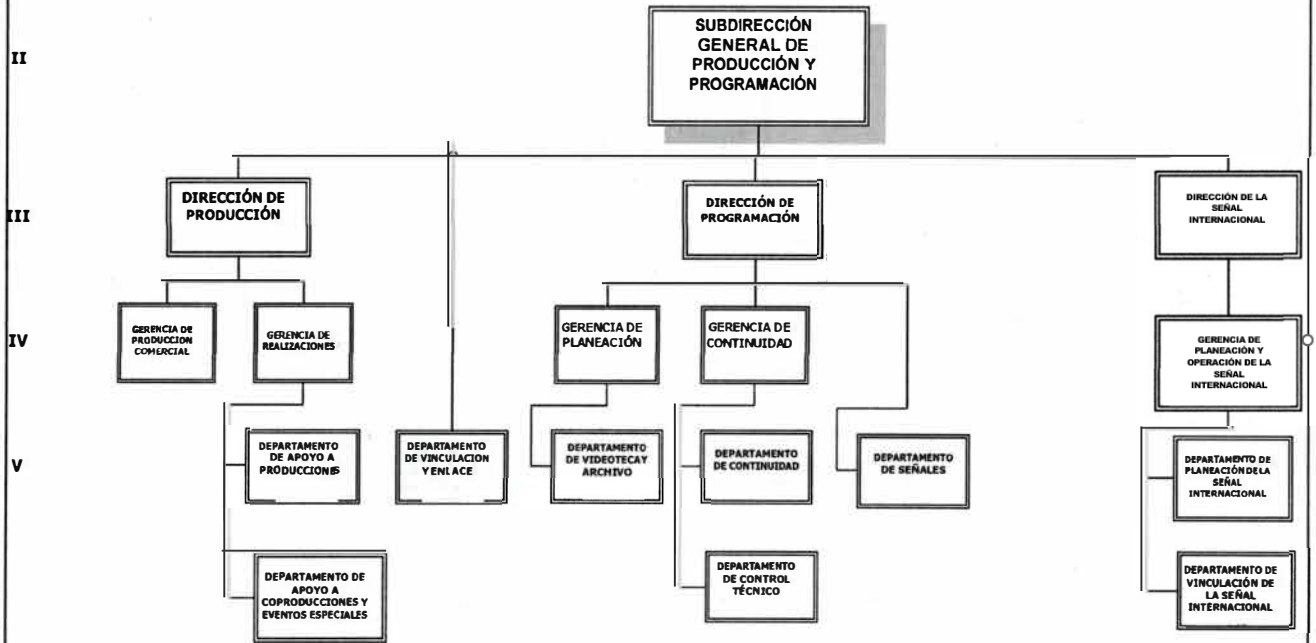 II
SUBDIRECCIÓN
GENERAL DE
PRODUCCIÓN Y
PROGRAMACIÓN
III
DIRECCIÓN DE
PRODUCCIÓN
DIRECCIÓN DE
PROGRAMACIÓN
DIRECCIÓN DE LA
SEÑAL
INTERNACIONAL
IV
GERENCIA DE
PRODUCCION
COMERCIAL
GERENCIA DE
REALIZACIONES
GERENCIA DE
PLANEACIÓN
GERENCIA DE
CONTINUIDAD
GERENCIA DE
PLANEACIÓN Y
OPERACIÓN DE LA
SEÑAL
INTERNACIONAL
V
DEPARTAMENTO
DE APOYO A
PRODUCCIONES
DEPARTAMENTO
DE VINCULACION
Y ENLACE
DEPARTAMENTO
DE VIDEOTECA Y
ARCHIVO
DEPARTAMENTO
DE CONTINUIDAD
DEPARTAMENTO
DE SEÑALES
DEPARTAMENTO DE
PLANEACIÓN DE LA
SEÑAL
INTERNACIONAL
DEPARTAMENTO DE
APOYO A
COPRODUCCIONES Y
EVENTOS ESPECIALES
DEPARTAMENTO
DE CONTROL
TÉCNICO
DEPARTAMENTO DE
VINCULACIÓN DE
LA SEÑAL
INTERNACIONAL